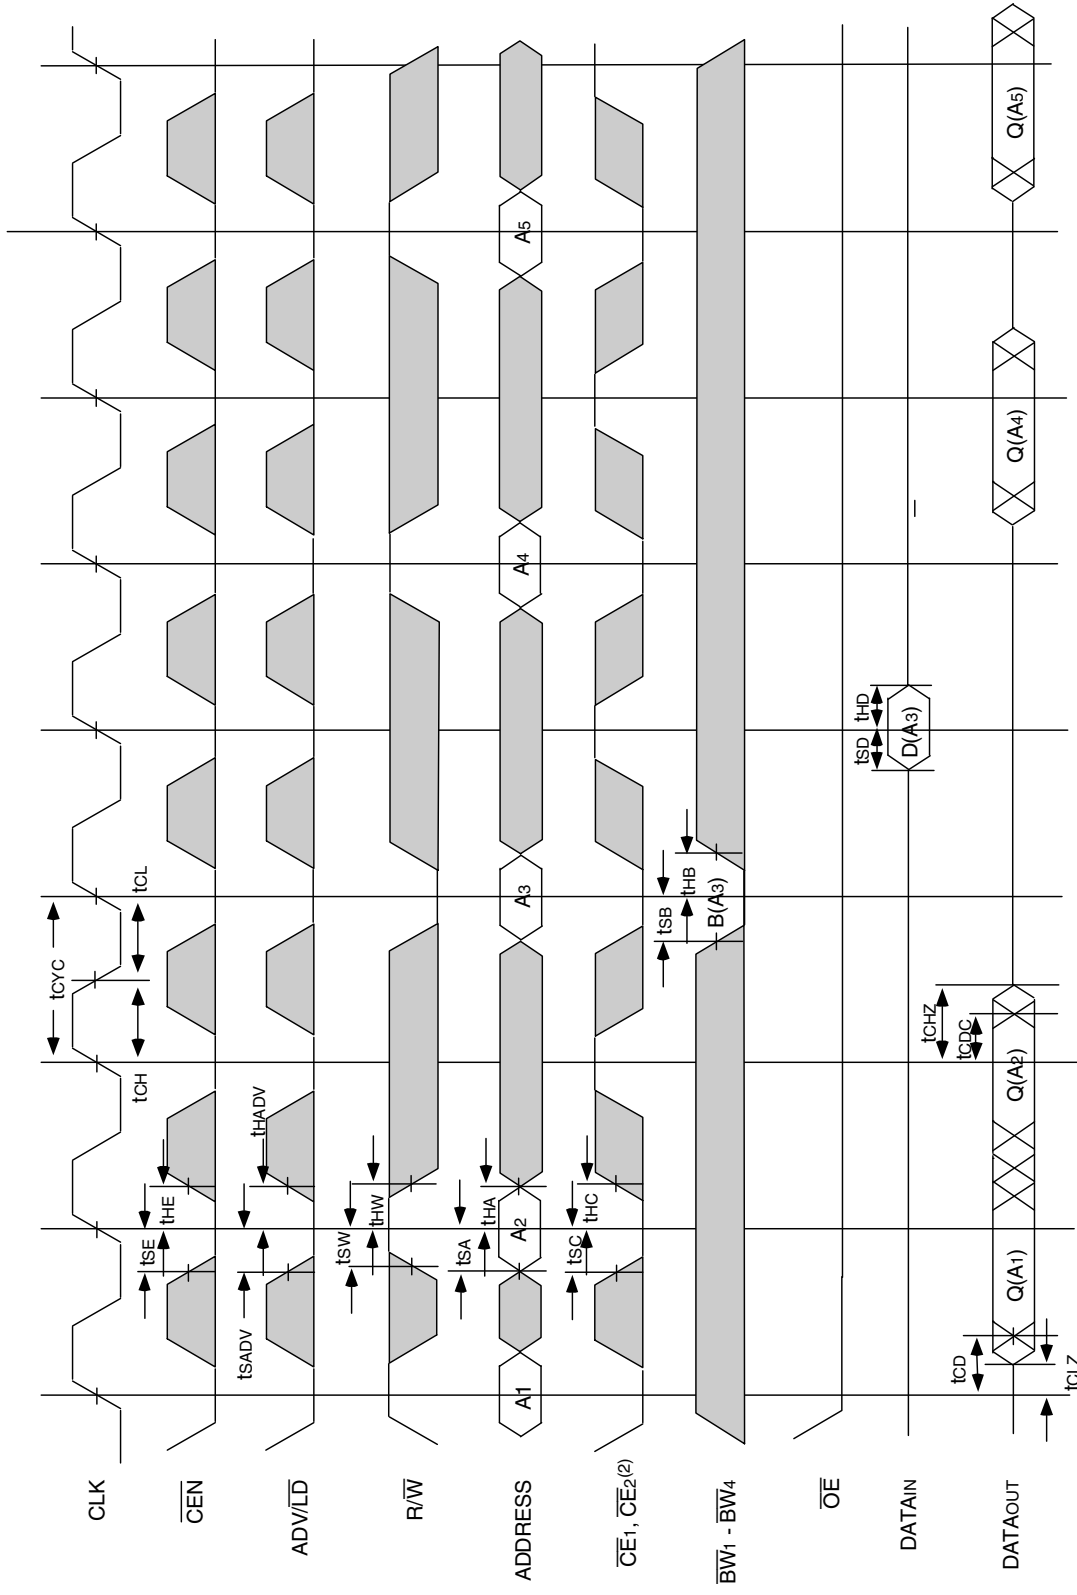 CLK
tCYC
tCH
tCL
CEN
tSE
tHE
ADV/LD
tSADV
tHADV
R/W
tSW
tHW
ADDRESS
A1
tSA
tHA
A2
A3
A4
A5
CE1, CE2(2)
tSC
tHC
BW1 - BW4
tSB
tHB
B(A3)
OE
DATAIN
tSD
tHD
D(A3)
DATAOUT
tCD
tCLZ
Q(A1)
tCHZ
tCDC
Q(A2)
Q(A4)
Q(A5)